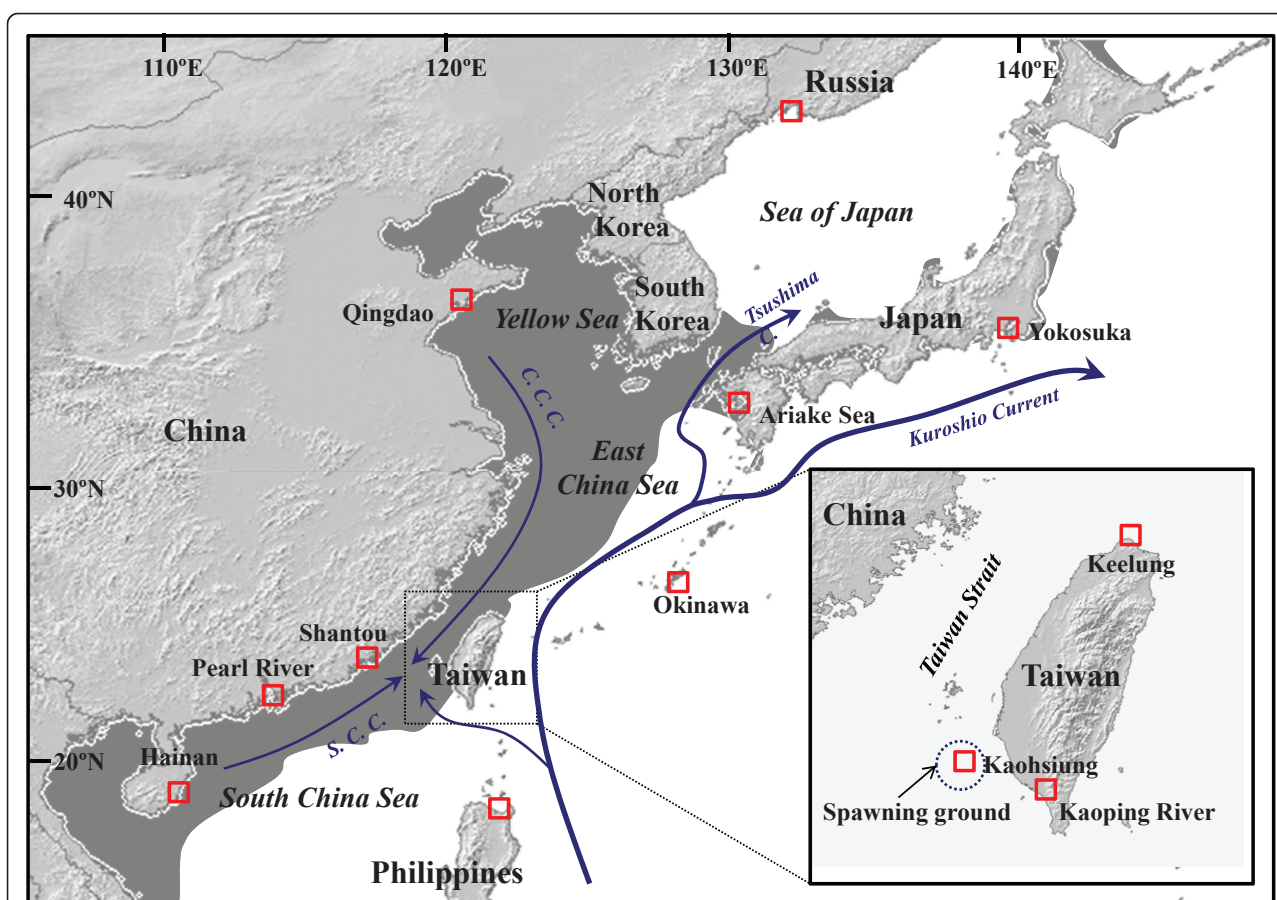 110ºE
120ºE
130ºE
140ºE
Russia
40ºN
North
Korea
Sea of Japan
South
Korea
Tsushima
C.
Qingdao
Yellow Sea
Japan
Yokosuka
C. C. C.
Ariake Sea
Kuroshio Current
China
East
China Sea
30ºN
Okinawa
Shantou
Pearl River
Taiwan
S. C. C.
Hainan
20ºN
South China Sea
Philippines
China
Keelung
Taiwan Strait
Taiwan
Kaohsiung
Spawning ground
Kaoping River